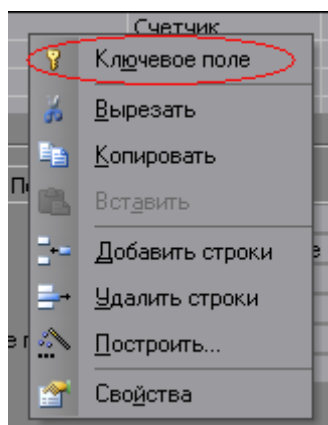 Счетчик
Ключевое поле
Вырезать
Копировать
Вставить
Добавить строки
Удалить строки
Построить...
Свойства